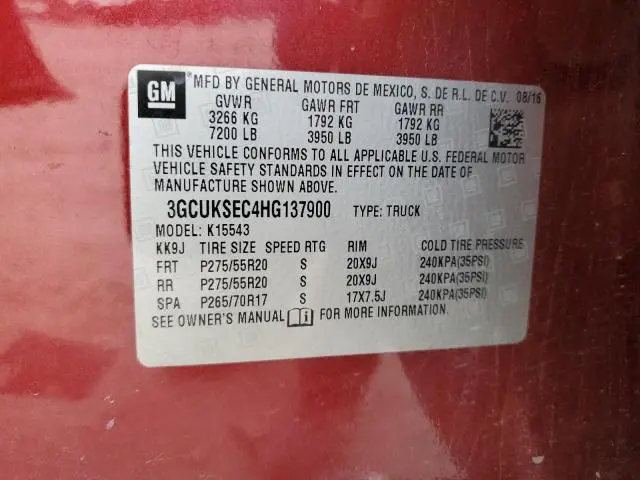 GM
*MFD BY GENERAL MOTORS DE MEXICO, S. DE R.L. DE C.V. 08/16
GVWR GAWR FRT GAWR RR
3266 KG 1792 KG 1792 KG
7200 LB 3950 LB 3950 LB
THIS VEHICLE CONFORMS TO ALL APPLICABLE U.S. FEDERAL MOTOR
VEHICLE SAFETY STANDARDS IN EFFECT ON THE DATE OF
MANUFACTURE SHOWN ABOVE.
3GCUKSEC4HG137900 TYPE: TRUCK
MODEL: K15543
KK9J TIRE SIZE SPEED RTG RIM COLD TIRE PRESSURE
FRT P275/55R20 S 20X9J 240KPA(35PSI)
RR P275/55R20 S 20X9J 240KPA(35PSI)
SPA P265/70R17 S 17X7.5J 240KPA(35PSI)
SEE OWNER'S MANUAL i FOR MORE INFORMATION.